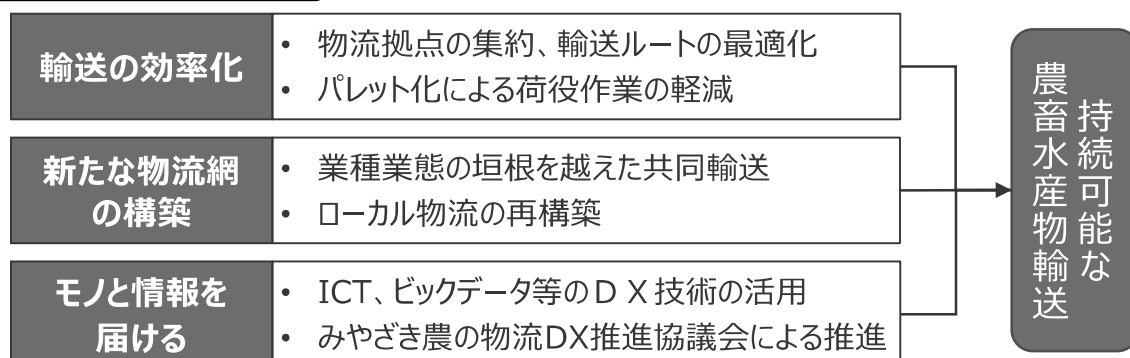 輸送の効率化
• 物流拠点の集約、輸送ルートの最適化
• パレット化による荷役作業の軽減
新たな物流網
の構築
• 業種業態の垣根を越えた共同輸送
• ローカル物流の再構築
モノと情報を
届ける
• ICT、ビックデータ等のDX技術の活用
• みやざき農の物流DX推進協議会による推進
持続可能な
農畜水産物輸送